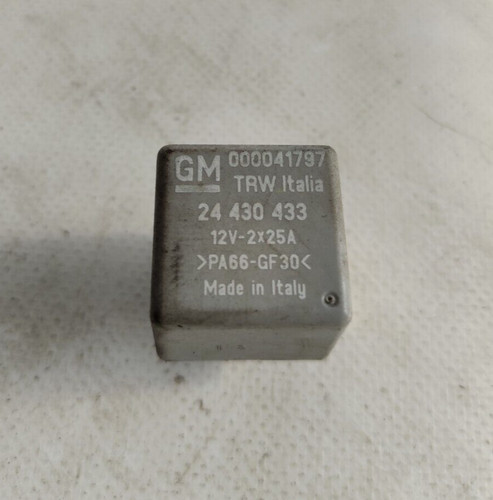 GM 000041797
TRW Italia
24 430 433
12V-2x25A
>PA66-GF30<
Made in Italy